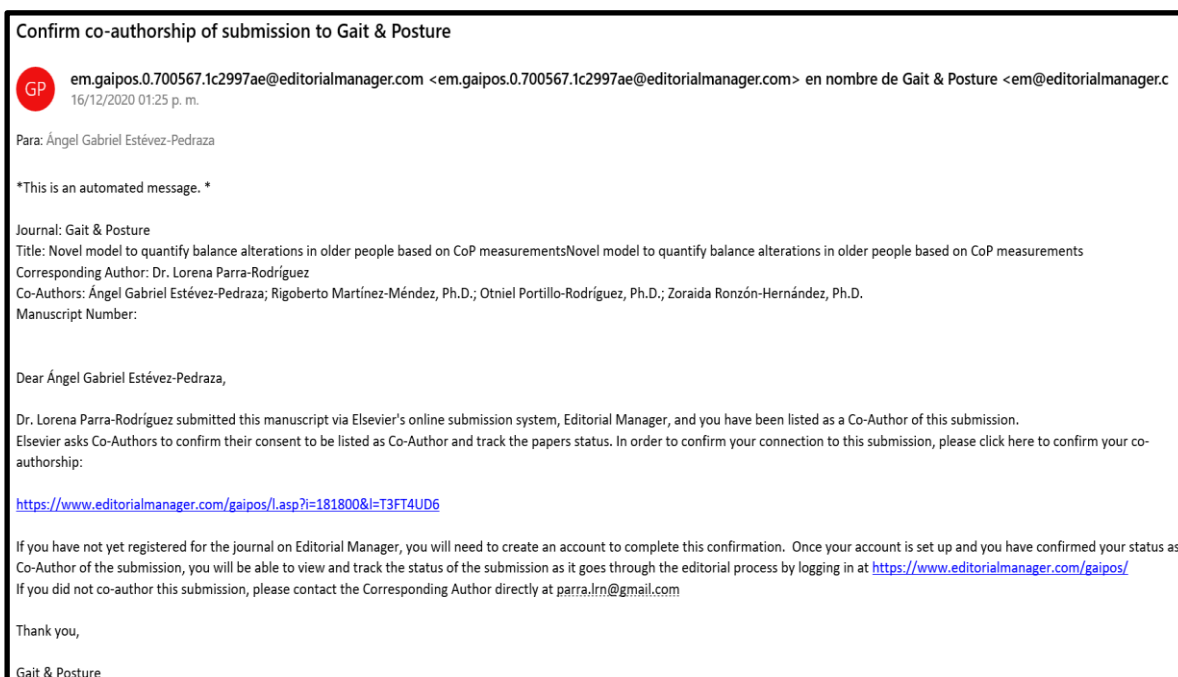 Confirm co-authorship of submission to Gait & Posture
GP
em.gaipos.0.700567.1c2997ae@editorialmanager.com <em.gaipos.0.700567.1c2997ae@editorialmanager.com> en nombre de Gait & Posture <em@editorialmanager.c
16/12/2020 01:25 p. m.
Para: Ángel Gabriel Estévez-Pedraza
*This is an automated message. *
Journal: Gait & Posture
Title: Novel model to quantify balance alterations in older people based on CoP measurementsNovel model to quantify balance alterations in older people based on CoP measurements
Corresponding Author: Dr. Lorena Parra-Rodríguez
Co-Authors: Ángel Gabriel Estévez-Pedraza; Rigoberto Martínez-Méndez, Ph.D.; Otniel Portillo-Rodríguez, Ph.D.; Zoraida Ronzón-Hernández, Ph.D.
Manuscript Number:
Dear Ángel Gabriel Estévez-Pedraza,
Dr. Lorena Parra-Rodríguez submitted this manuscript via Elsevier's online submission system, Editorial Manager, and you have been listed as a Co-Author of this submission.
Elsevier asks Co-Authors to confirm their consent to be listed as Co-Author and track the papers status. In order to confirm your connection to this submission, please click here to confirm your co-
authorship:
https://www.editorialmanager.com/gaipos/l.asp?i=181800&l=T3FT4UD6
If you have not yet registered for the journal on Editorial Manager, you will need to create an account to complete this confirmation.  Once your account is set up and you have confirmed your status as
Co-Author of the submission, you will be able to view and track the status of the submission as it goes through the editorial process by logging in at https://www.editorialmanager.com/gaipos/
If you did not co-author this submission, please contact the Corresponding Author directly at parra.lrn@gmail.com
Thank you,
Gait & Posture